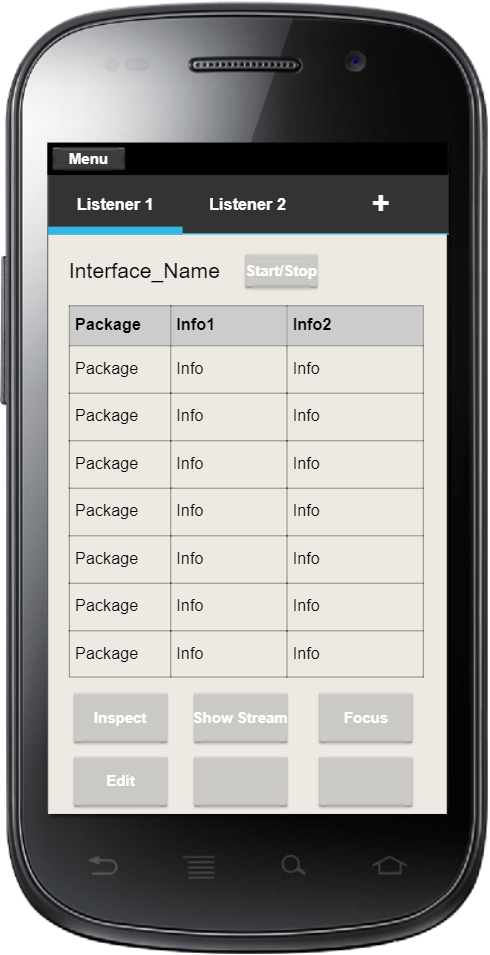 Menu
Listener 1 Listener 2 +
Interface_Name Start/Stop
Package Info1 Info2
Package Info Info
Package Info Info
Package Info Info
Package Info Info
Package Info Info
Package Info Info
Package Info Info
Inspect Show Stream Focus
Edit